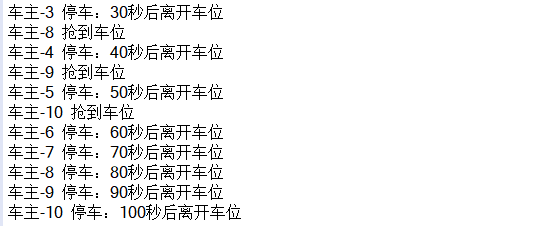 车主-3 停车：30秒后离开车位
车主-8 抢到车位
车主-4 停车：40秒后离开车位
车主-9 抢到车位
车主-5 停车：50秒后离开车位
车主-10 抢到车位
车主-6 停车：60秒后离开车位
车主-7 停车：70秒后离开车位
车主-8 停车：80秒后离开车位
车主-9 停车：90秒后离开车位
车主-10 停车：100秒后离开车位